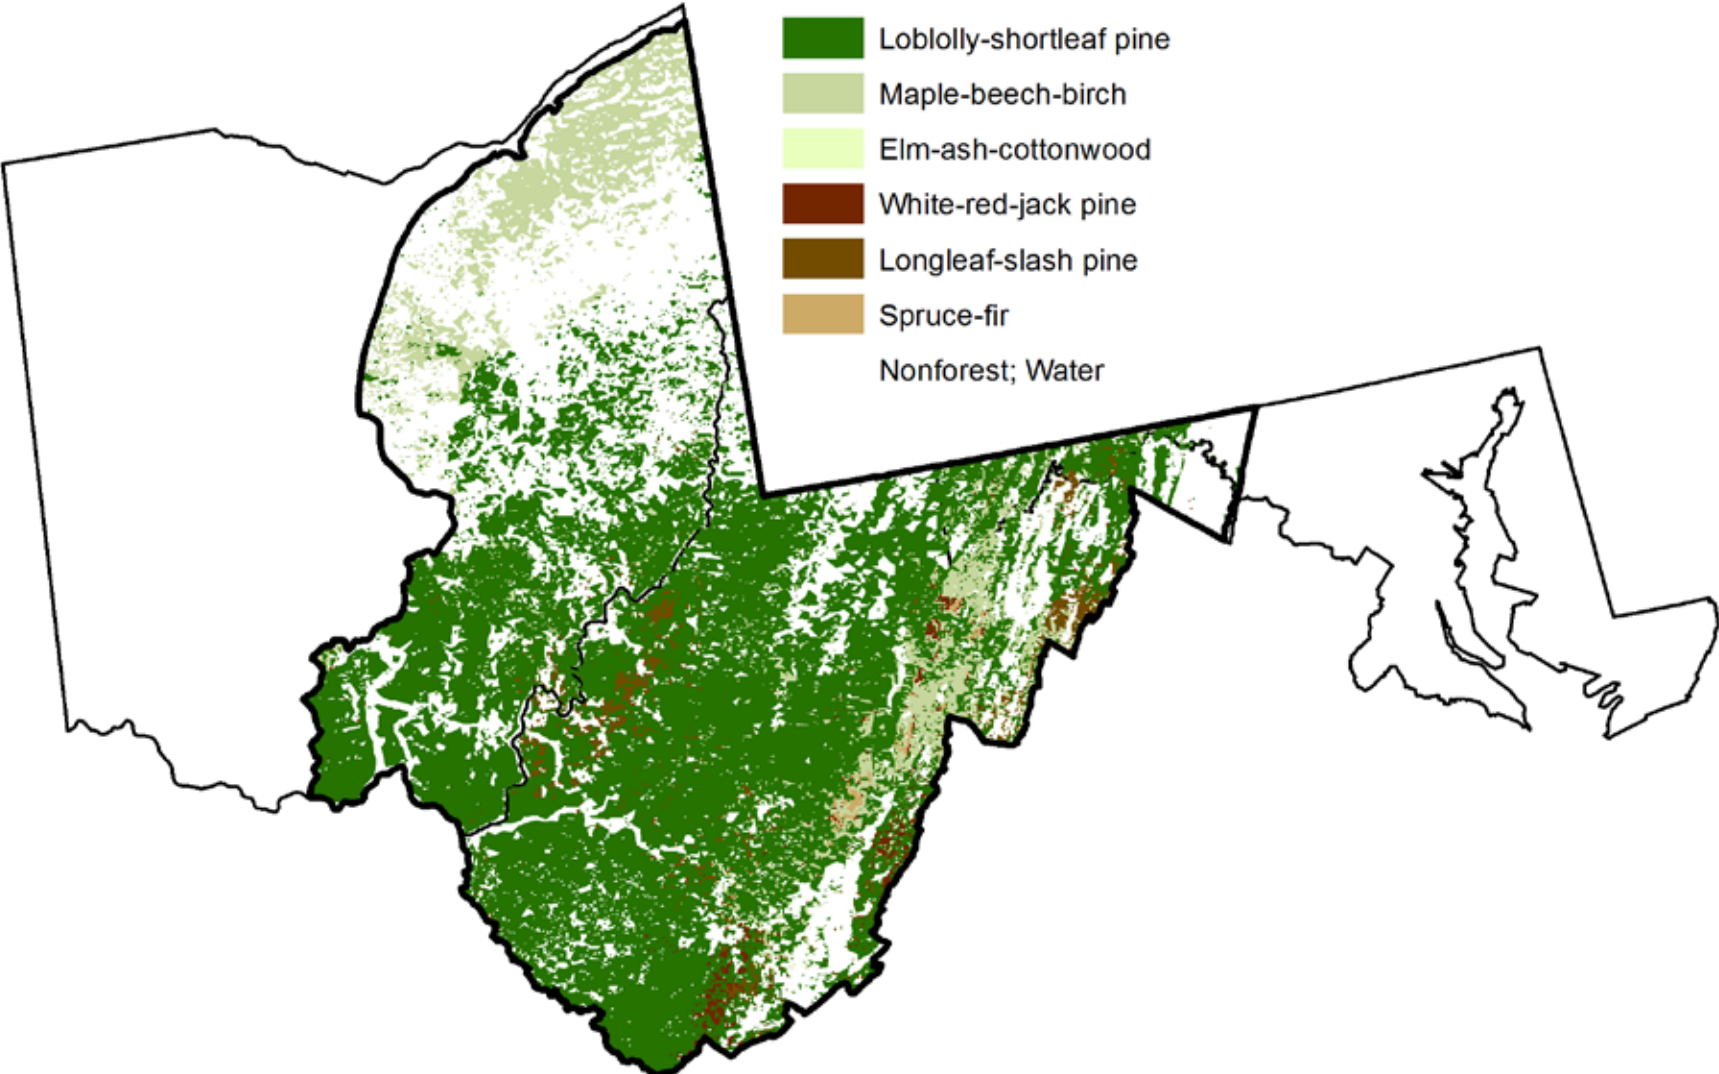 Loblolly-shortleaf pine
Maple-beech-birch
Elm-ash-cottonwood
White-red-jack pine
Longleaf-slash pine
Spruce-fir
Nonforest; Water